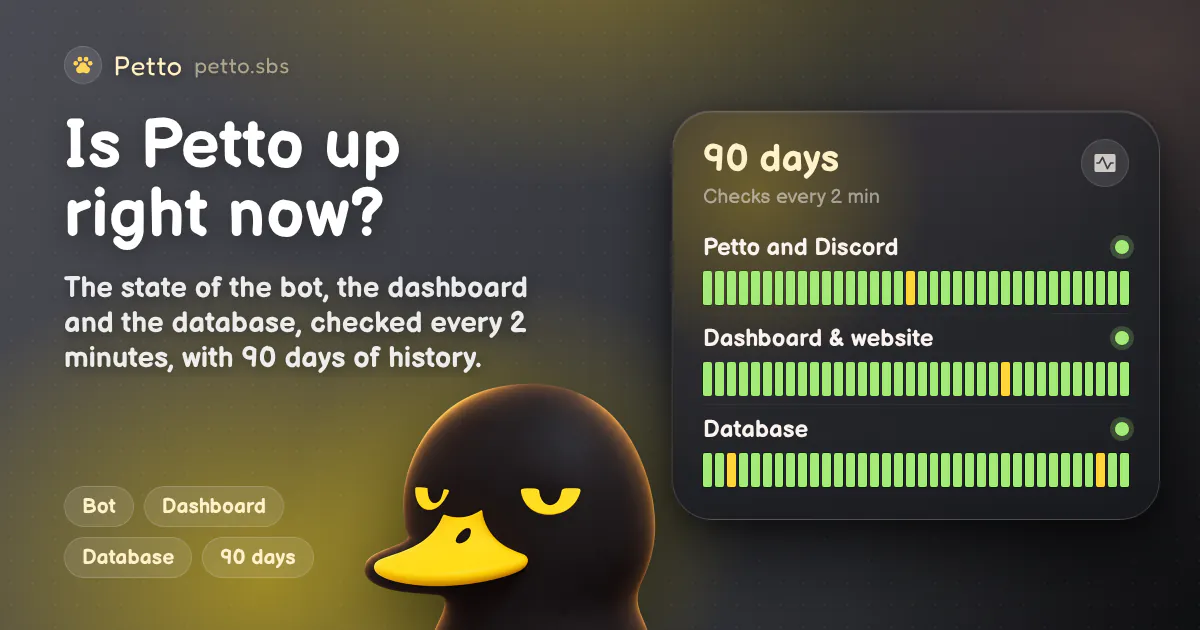 Petto petto.sbs
Is Petto up
right now?
The state of the bot, the dashboard
and the database, checked every 2
minutes, with 90 days of history.
Bot Dashboard
Database 90 days
90 days
Checks every 2 min
Petto and Discord
Dashboard & website
Database